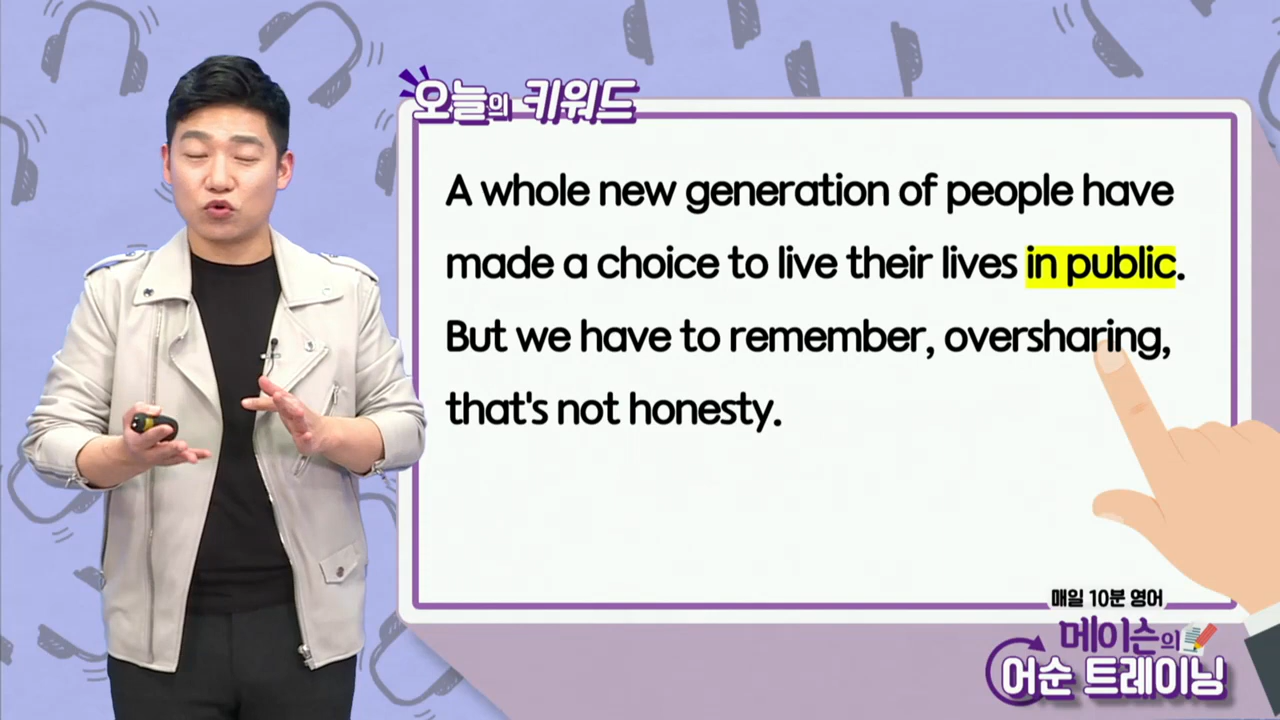 오늘의 키워드
A whole new generation of people have
made a choice to live their lives in public.
But we have to remember, oversharing,
that's not honesty.
매일 10분 영어
메이슨의
어순 트레이닝